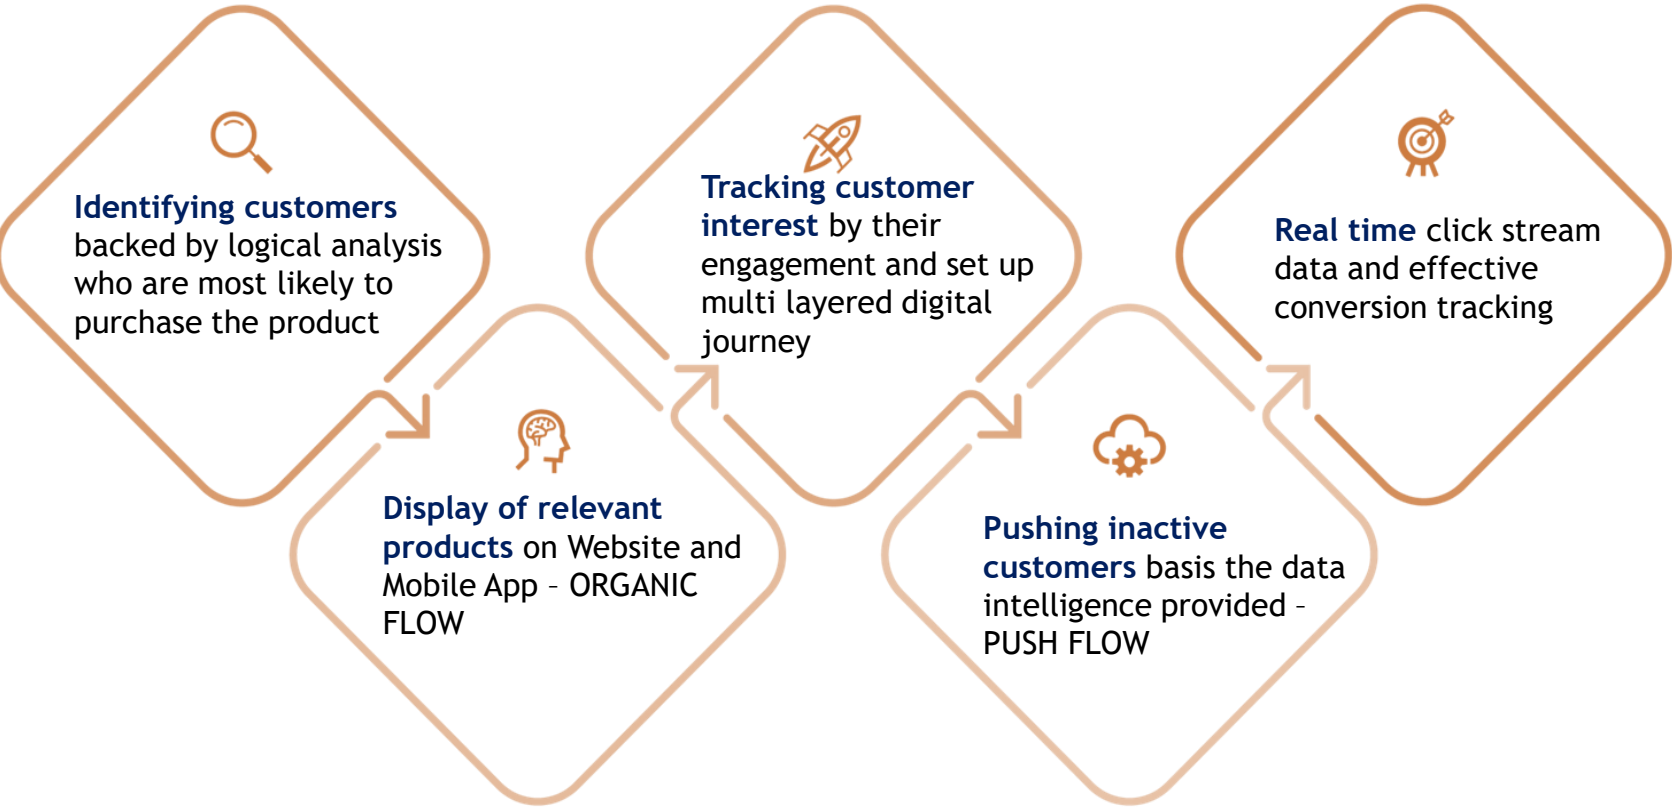 Identifying customers
backed by logical analysis
who are most likely to
purchase the product
Display of relevant
products on Website and
Mobile App – ORGANIC
FLOW
Tracking customer
interest by their
engagement and set up
multi layered digital
journey
Pushing inactive
customers basis the data
intelligence provided –
PUSH FLOW
Real time click stream
data and effective
conversion tracking